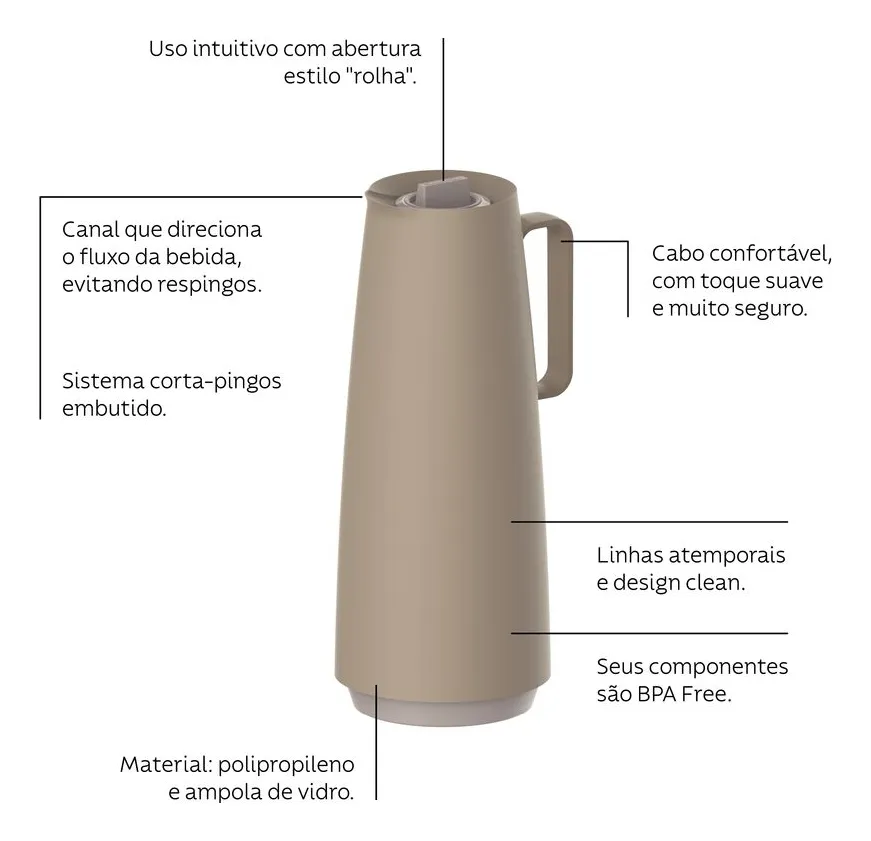 Uso intuitivo com abertura
estilo "rolha".
Canal que direciona
o fluxo da bebida,
evitando respingos.
Cabo confortável,
com toque suave
e muito seguro.
Sistema corta-pingos
embutido.
Linhas atemporais
e design clean.
Seus componentes
são BPA Free.
Material: polipropileno
e ampola de vidro.